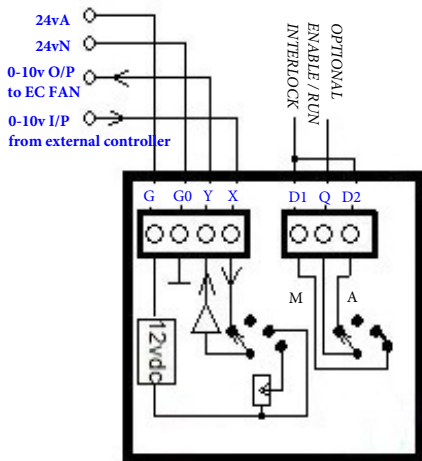 24vA
24vN
0-10v O/P
to EC FAN
0-10v I/P
from external controller
OPTIONAL
ENABLE / RUN
INTERLOCK
G G0 Y X
D1 Q D2
M A
12vdc